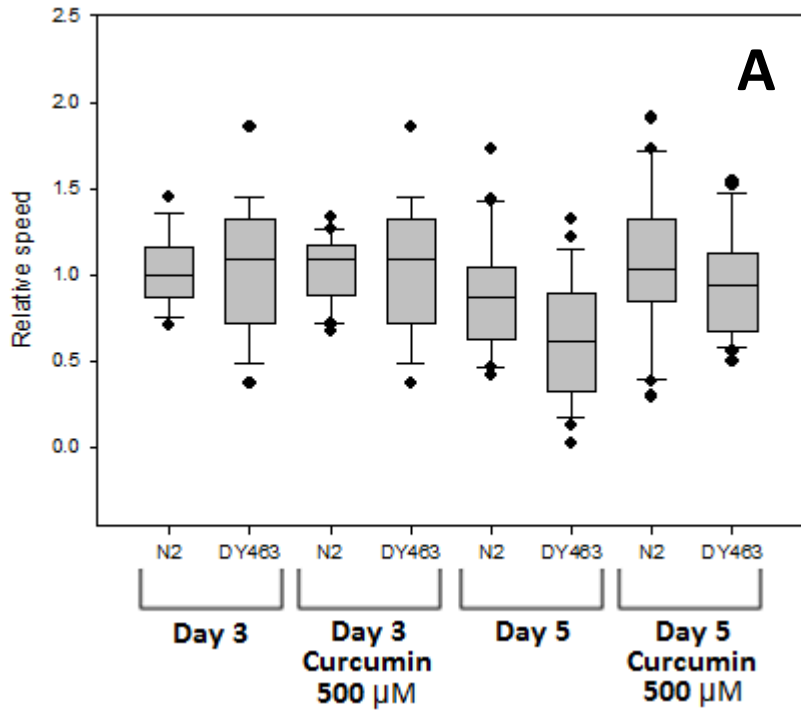 A
2.5
2.0
1.5
1.0
0.5
0.0
Relative speed
N2 DY463 N2 DY463 N2 DY463 N2 DY463
Day 3 Day 3 Day 5 Day 5
Curcumin Curcumin
500 μM 500 μM